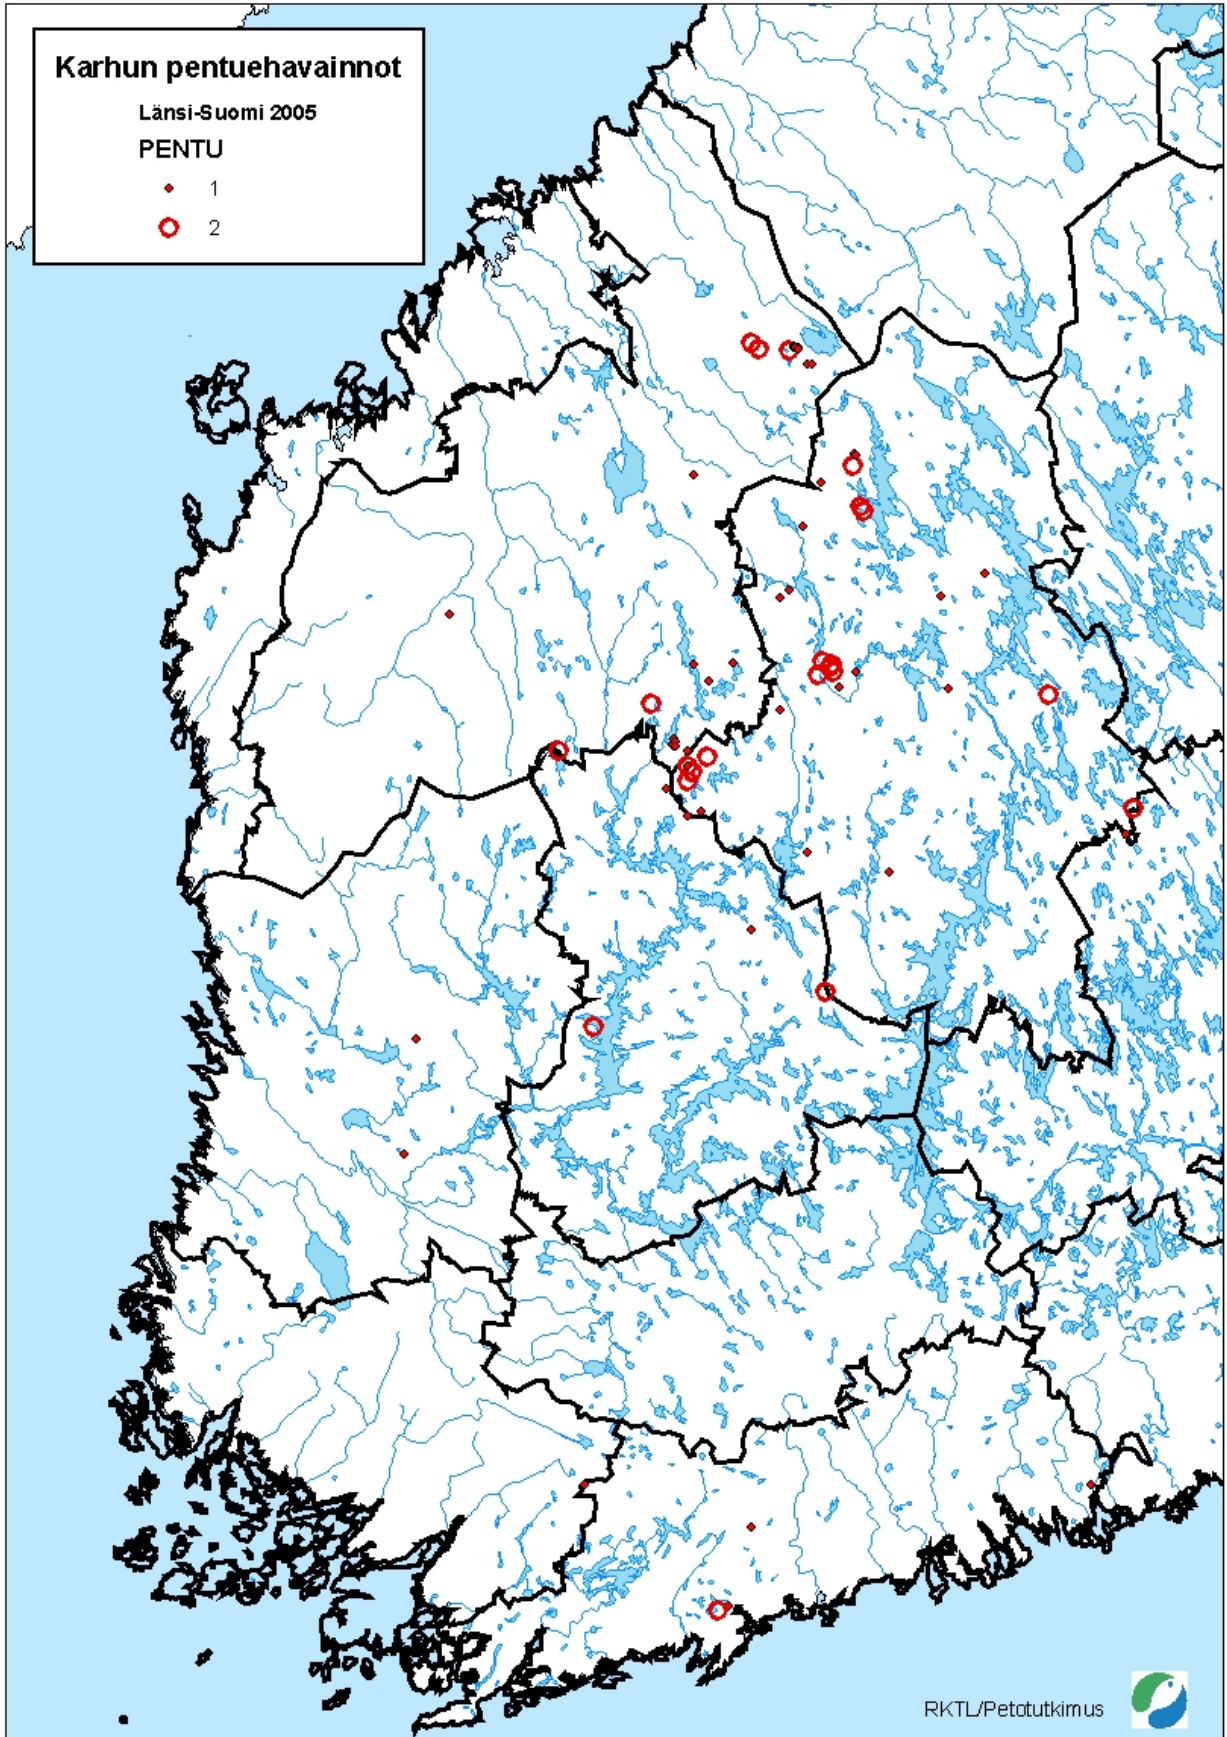 Karhun pentuehavainnot
Länsi-Suomi 2005
PENTU
1
2
RKTL/Petotutkimus